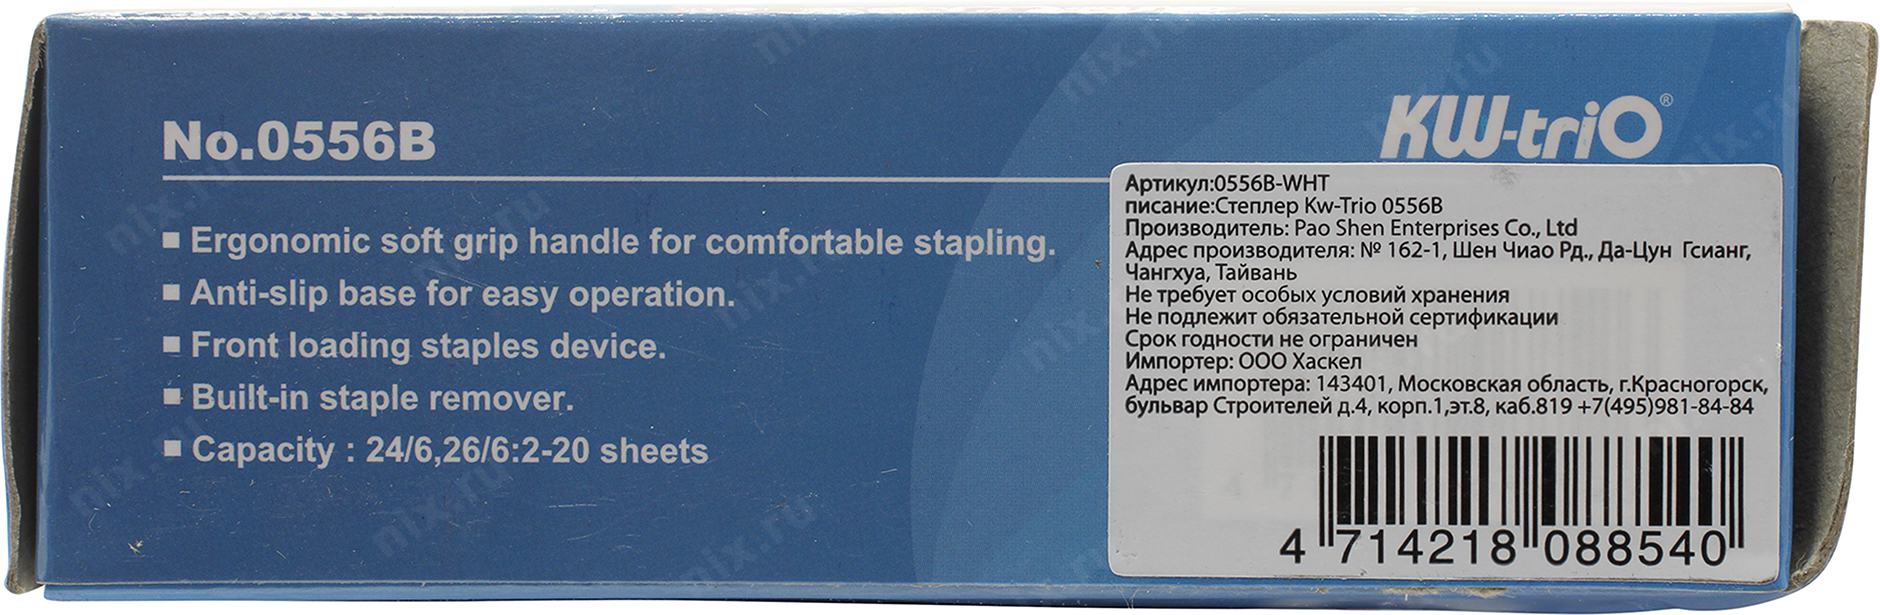 No.0556B
KW-triO®
▪ Ergonomic soft grip handle for comfortable stapling.
▪ Anti-slip base for easy operation.
▪ Front loading staples device.
▪ Built-in staple remover.
▪ Capacity : 24/6,26/6:2-20 sheets
Артикул:0556B-WHT
писание:Степлер Kw-Trio 0556B
Производитель: Pao Shen Enterprises Co., Ltd
Адрес производителя: № 162-1, Шен Чиао Рд., Да-Цун Гсианг,
Чангхуа, Тайвань
Не требует особых условий хранения
Не подлежит обязательной сертификации
Срок годности не ограничен
Импортер: ООО Хаскел
Адрес импортера: 143401, Московская область, г.Красногорск,
бульвар Строителей д.4, корп.1,эт.8, каб.819 +7(495)981-84-84
4 714218 088540
nix.ru